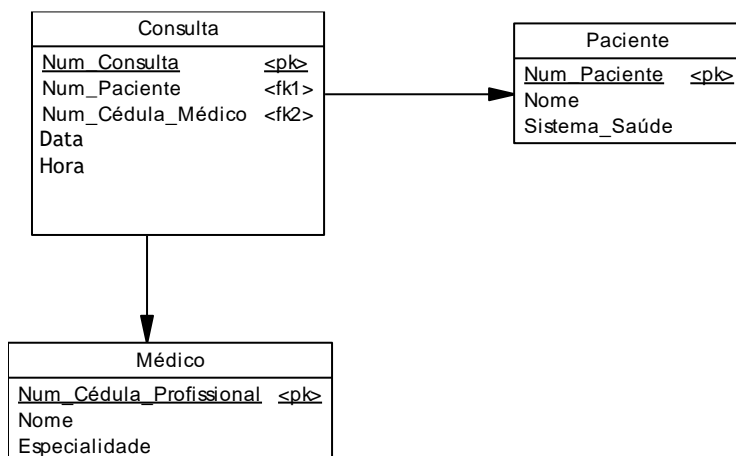 Consulta
Num_Consulta <pk>
Num_Paciente <fk1>
Num_Cédula_Médico <fk2>
Data
Hora
Paciente
Num_Paciente <pk>
Nome
Sistema_Saúde
Médico
Num_Cédula_Profissional <pk>
Nome
Especialidade